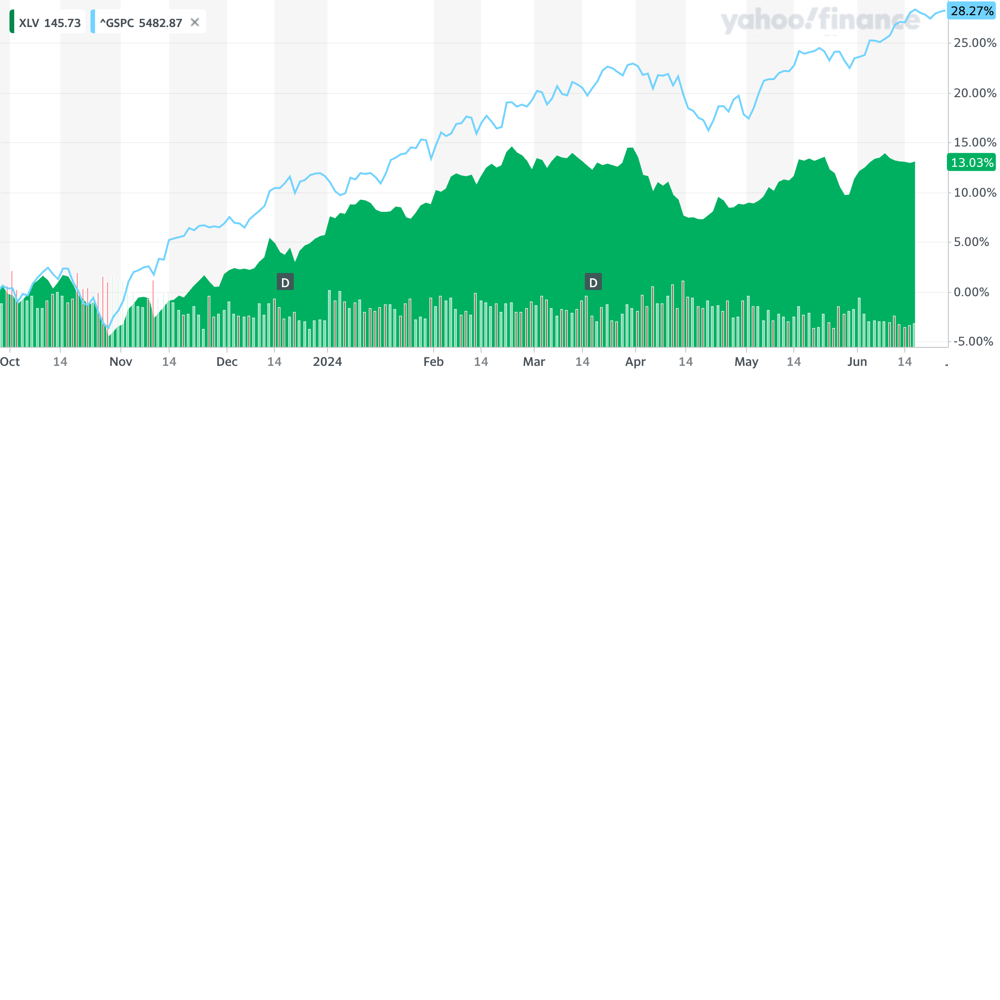 XLV 145.73 ^GSPC 5482.87 ✕
yahoo!finance
28.27%
25.00%
20.00%
15.00%
13.03%
10.00%
5.00%
0.00%
-5.00%
D D
Oct 14 Nov 14 Dec 14 2024 Feb 14 Mar 14 Apr 14 May 14 Jun 14